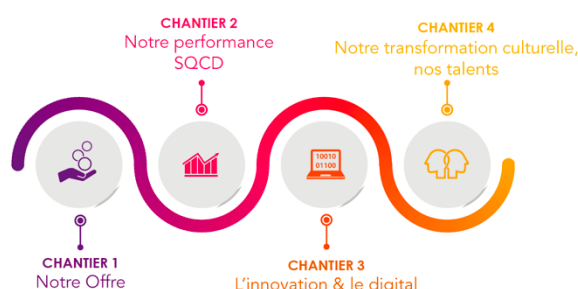 CHANTIER 1
Notre Offre
CHANTIER 2
Notre performance
SQCD
10010
01100
CHANTIER 3
L'innovation & le digital
CHANTIER 4
Notre transformation culturelle,
nos talents